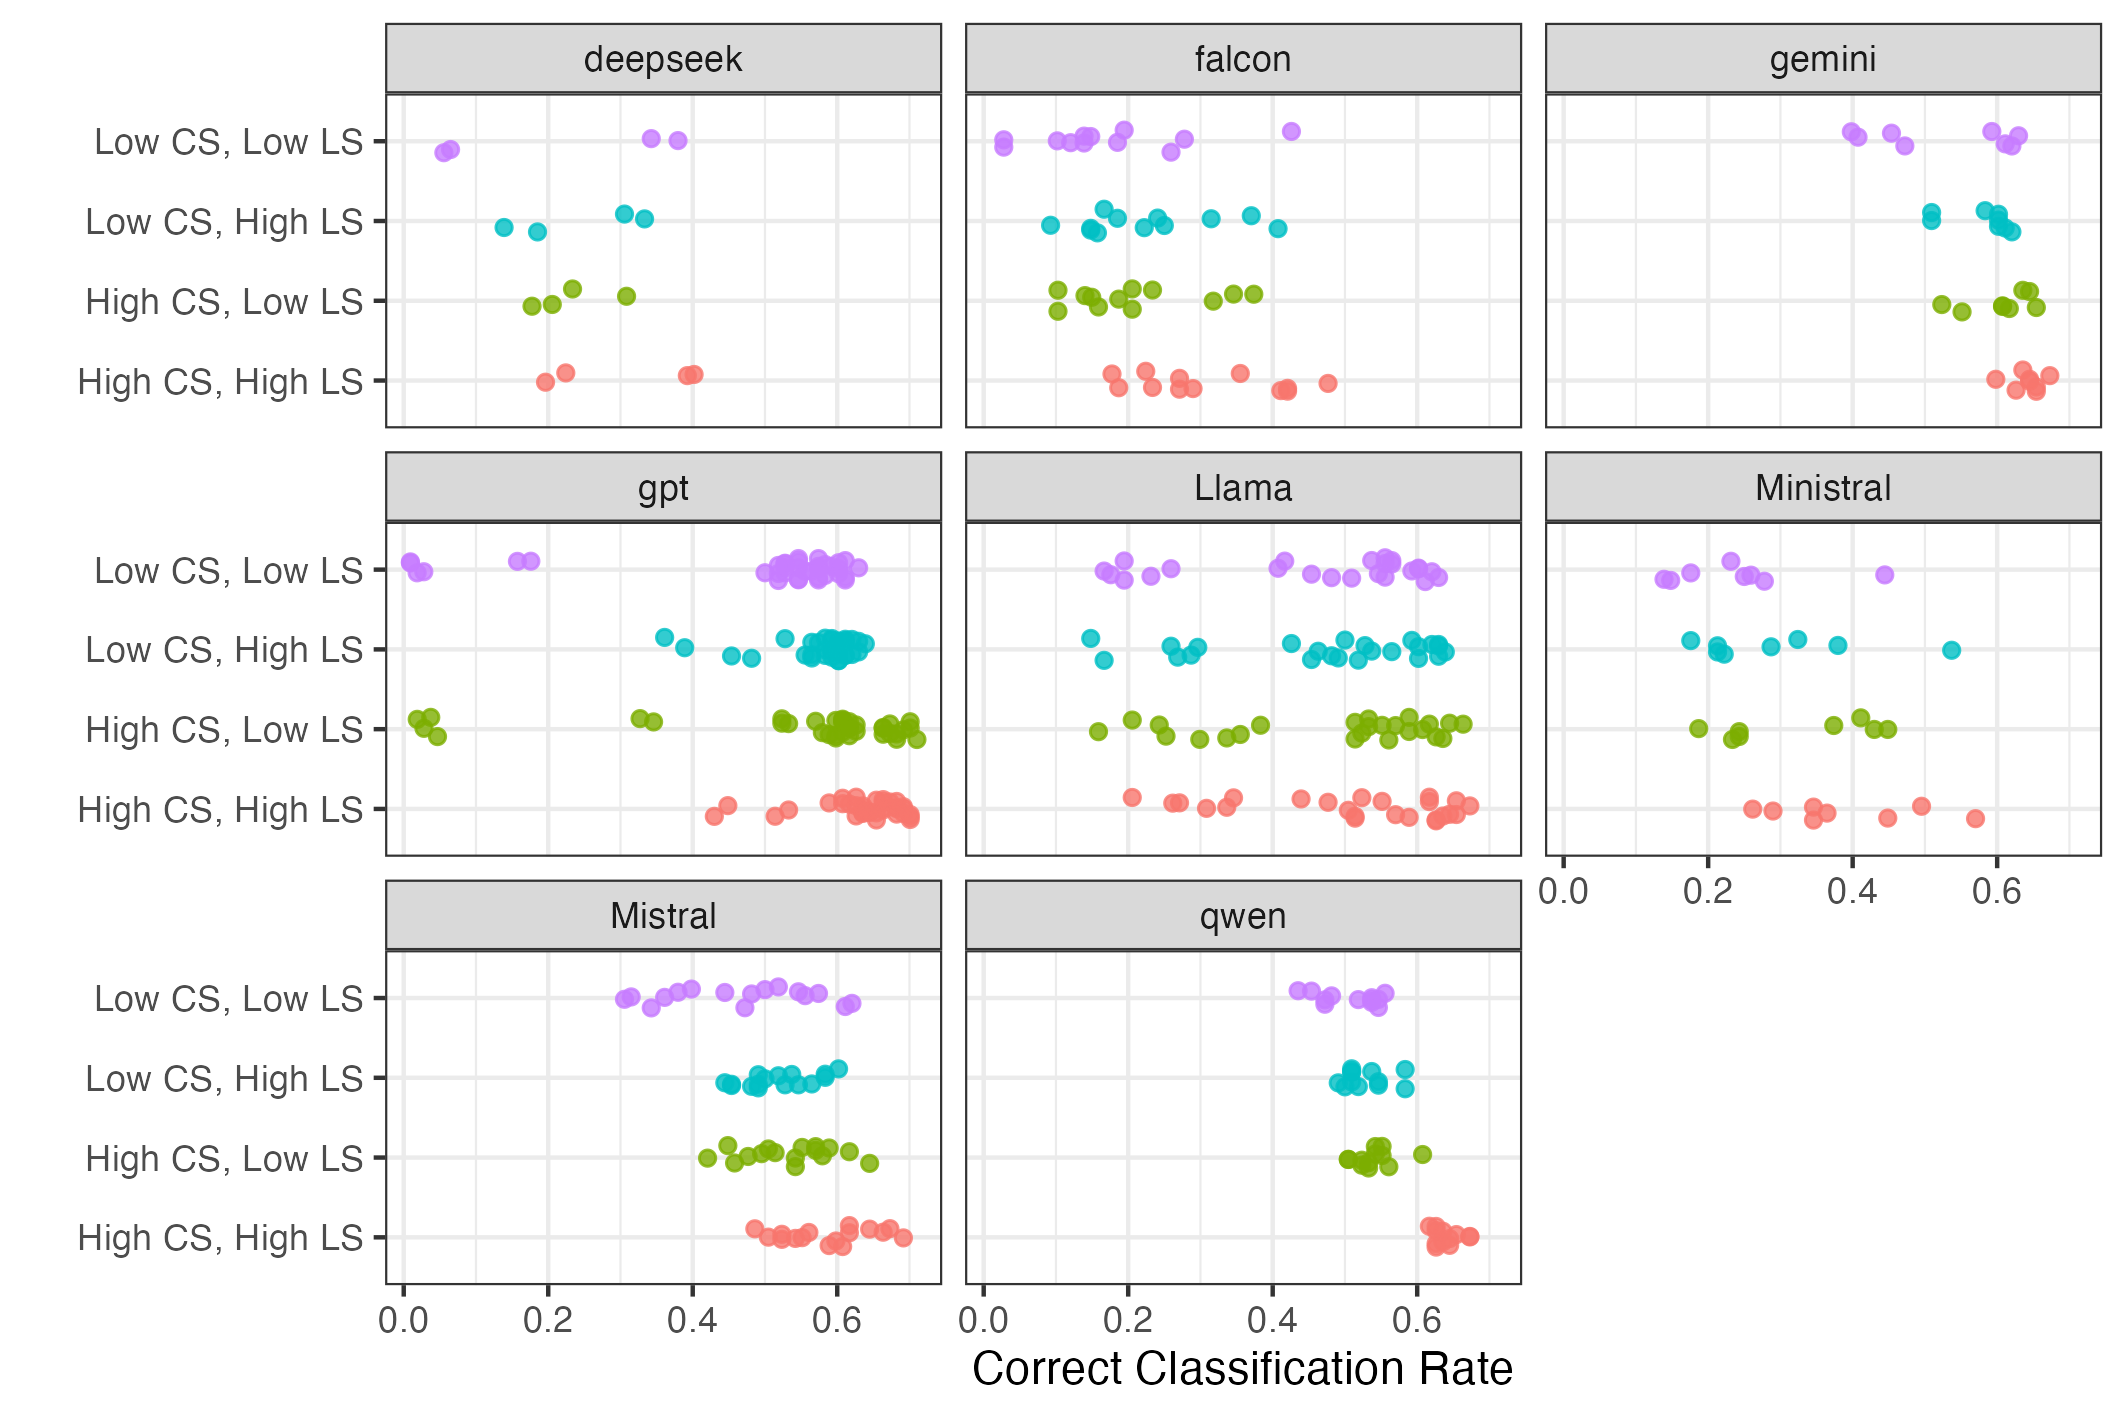 deepseek
falcon
gemini
Low CS, Low LS
Low CS, High LS
High CS, Low LS
High CS, High LS
gpt
Llama
Ministral
Low CS, Low LS
Low CS, High LS
High CS, Low LS
High CS, High LS
0.0 0.2 0.4 0.6
Mistral
qwen
Low CS, Low LS
Low CS, High LS
High CS, Low LS
High CS, High LS
0.0 0.2 0.4 0.6
0.0 0.2 0.4 0.6
Correct Classification Rate